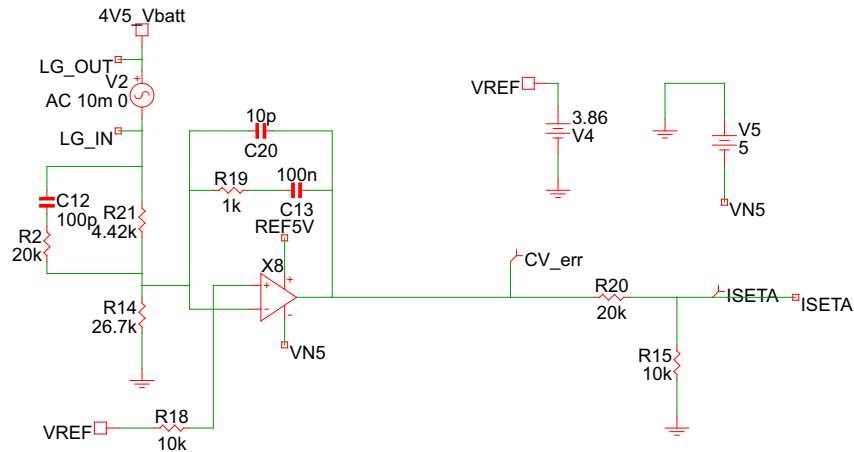 4V5_Vbatt
LG_OUT
V2
AC 10m 0
LG_IN
C12
100p
R2
20k
R21
4.42k
R14
26.7k
10p
C20
R19
1k
100n
C13
REF5V
X8
+
-
+
-
VN5
VREF
R18
10k
VREF
3.86
V4
V5
5
VN5
CV_err
R20
20k
R15
10k
ISETA
ISETA